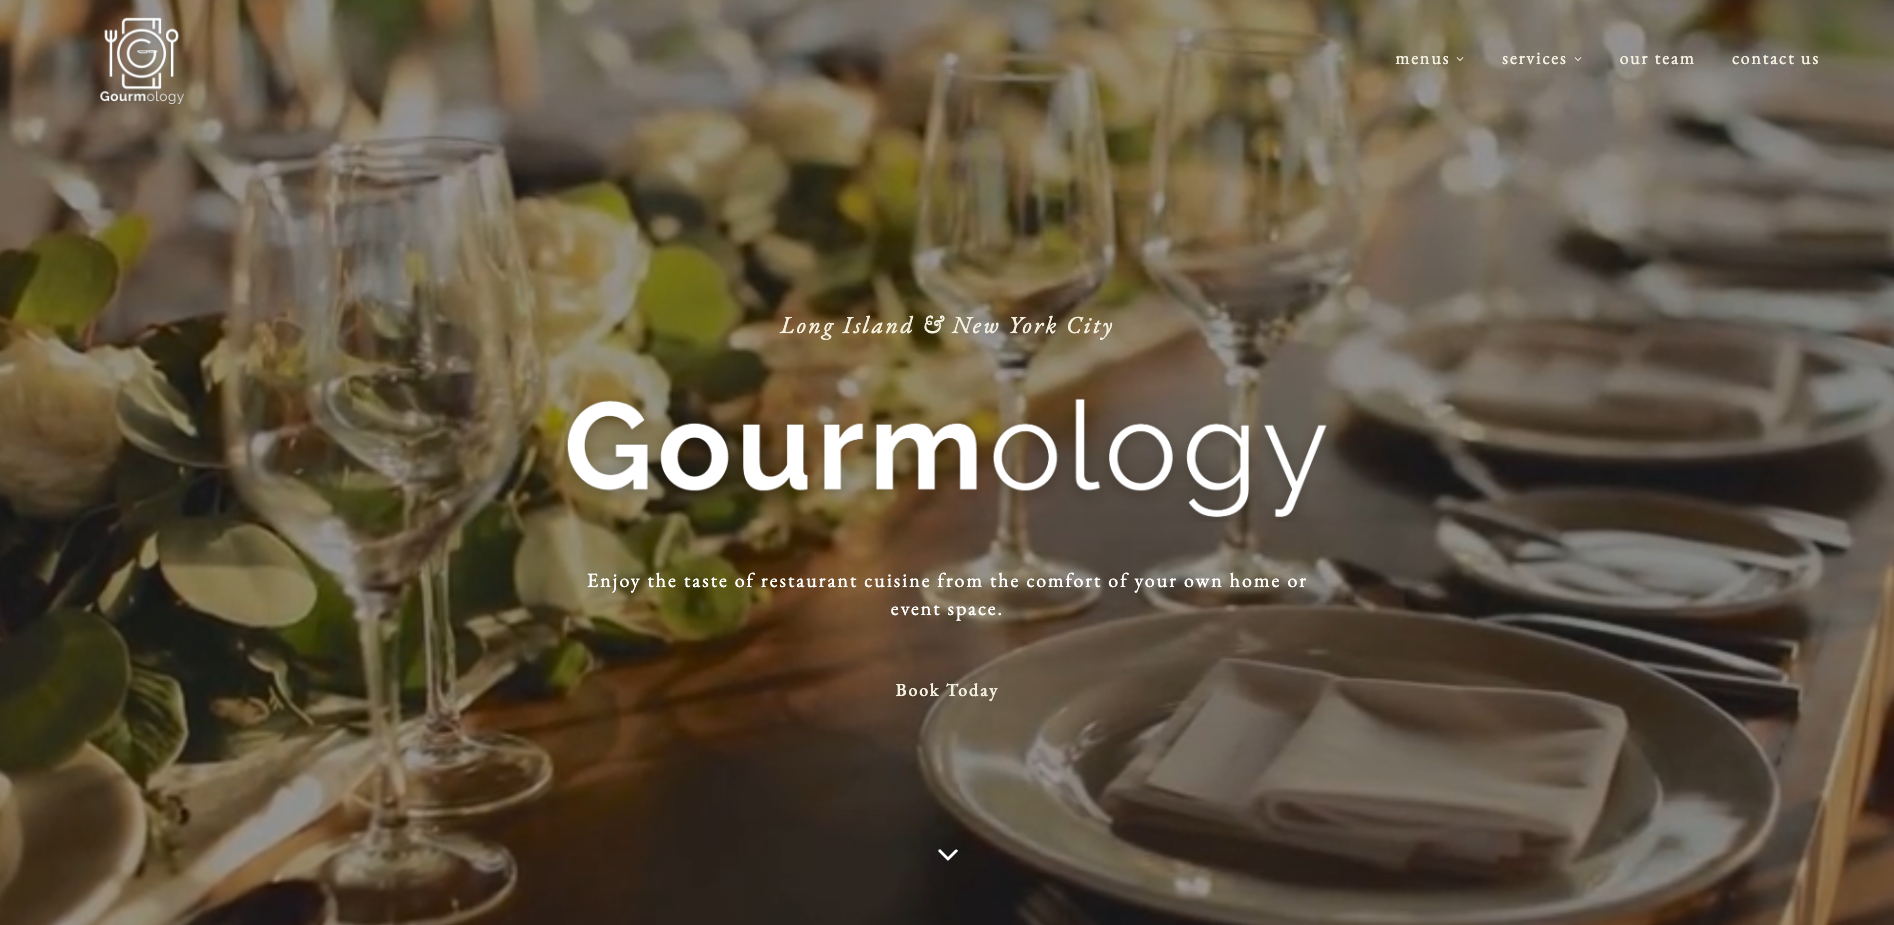 G
Gourmology
menus
services
our team
contact us
Long Island & New York City
Gourmology
Enjoy the taste of restaurant cuisine from the comfort of your own home or
event space.
Book Today